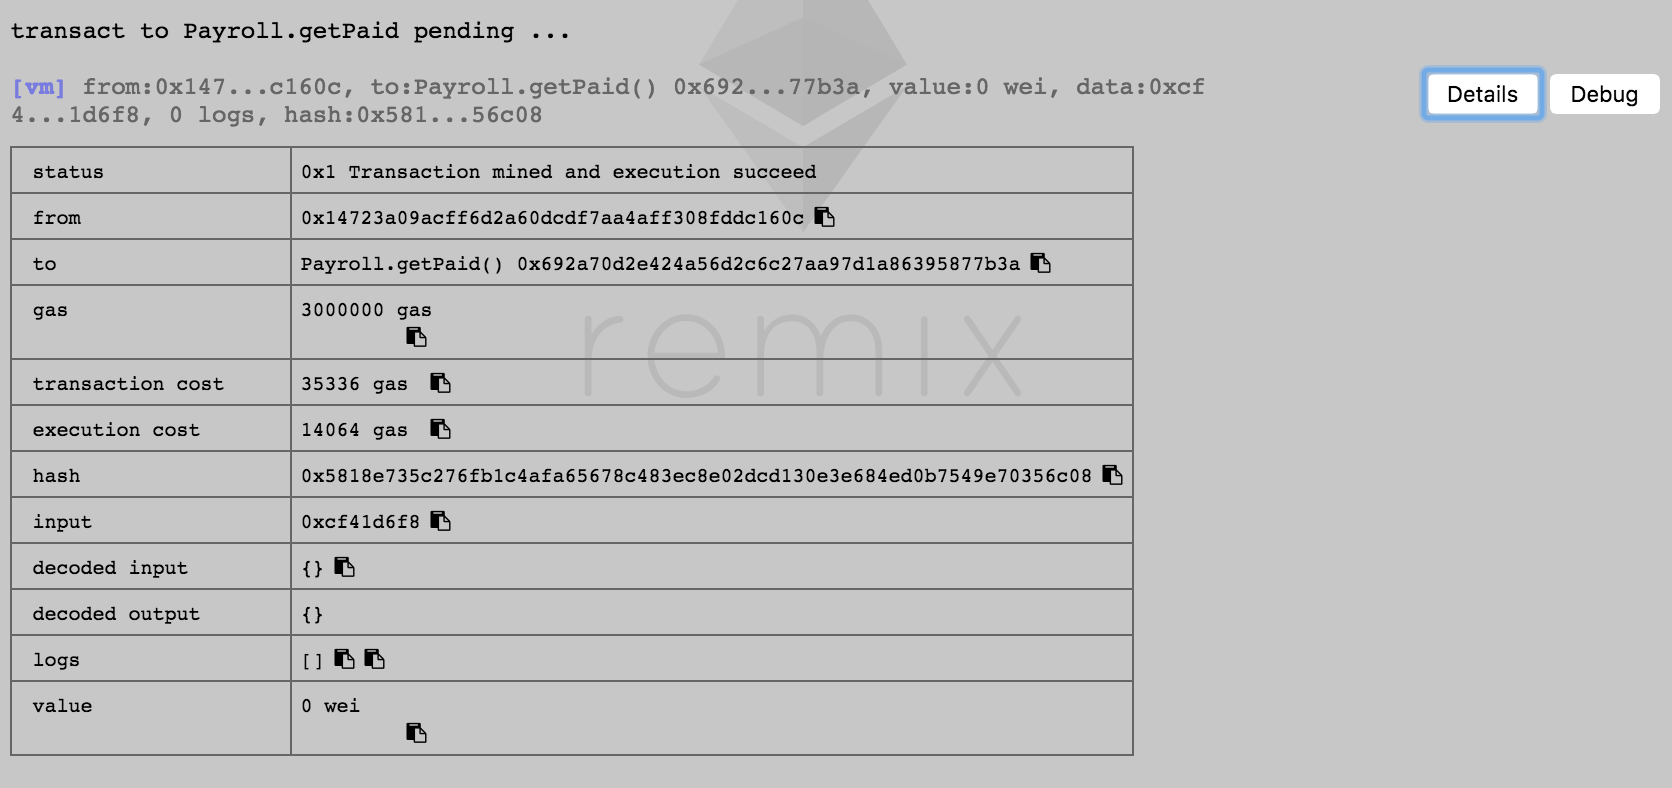 transact to Payroll.getPaid pending ...
[vm] from:0x147...c160c, to:Payroll.getPaid() 0x692...77b3a, value:0 wei, data:0xcf
4...1d6f8, 0 logs, hash:0x581...56c08
Details Debug
status 0x1 Transaction mined and execution succeed
from 0x14723a09acff6d2a60dcdf7aa4aff308fddc160c
to Payroll.getPaid() 0x692a70d2e424a56d2c6c27aa97d1a86395877b3a
gas 3000000 gas
remix
transaction cost 35336 gas
execution cost 14064 gas
hash 0x5818e735c276fb1c4afa65678c483ec8e02dcd130e3e684ed0b7549e70356c08
input 0xcf41d6f8
decoded input {}
decoded output {}
logs []
value 0 wei